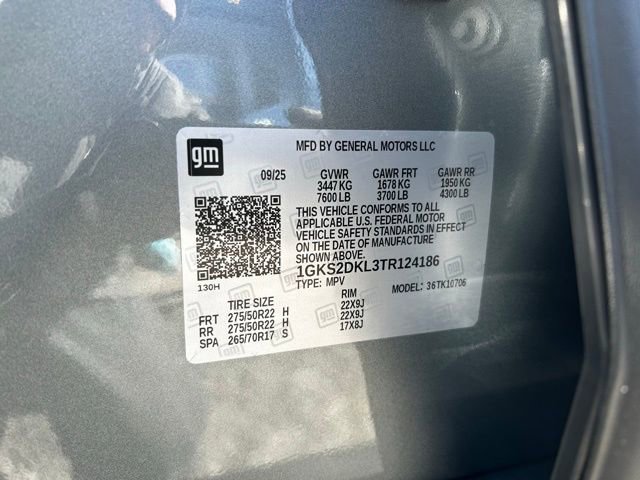 gm
MFD BY GENERAL MOTORS LLC
09/25 GVWR GAWR FRT GAWR RR
3447 KG 1678 KG 1950 KG
7600 LB 3700 LB 4300 LB
THIS VEHICLE CONFORMS TO ALL
APPLICABLE U.S. FEDERAL MOTOR
VEHICLE SAFETY STANDARDS IN EFFECT
ON THE DATE OF MANUFACTURE
SHOWN ABOVE.
1GKS2DKL3TR124186
130H
TYPE: MPV MODEL: 36TK10706
TIRE SIZE RIM
FRT 275/50R22 H 22X9J
RR 275/50R22 H 22X9J
SPA 265/70R17 S 17X8J